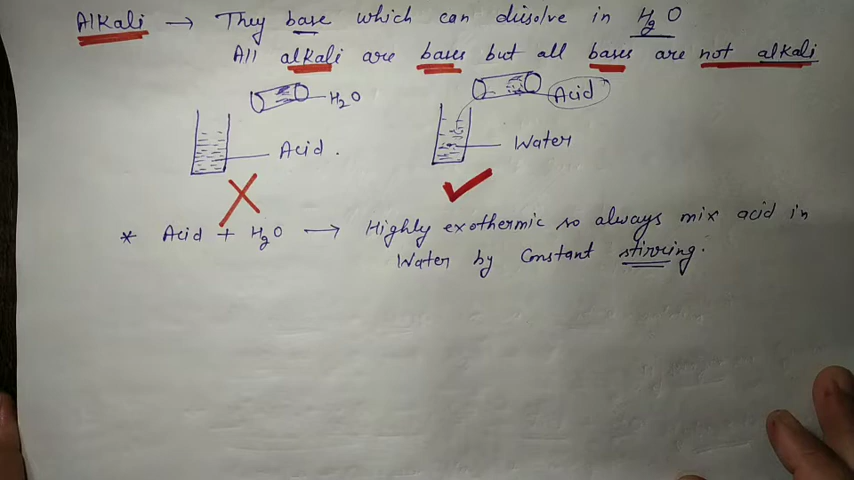 Alkali → They base which can dissolve in H2O
All alkali are bases but all bases are not alkali
H2O
Acid
Acid.
Water
* Acid + H2O → Highly exothermic so always mix acid in
Water by Constant stirring.